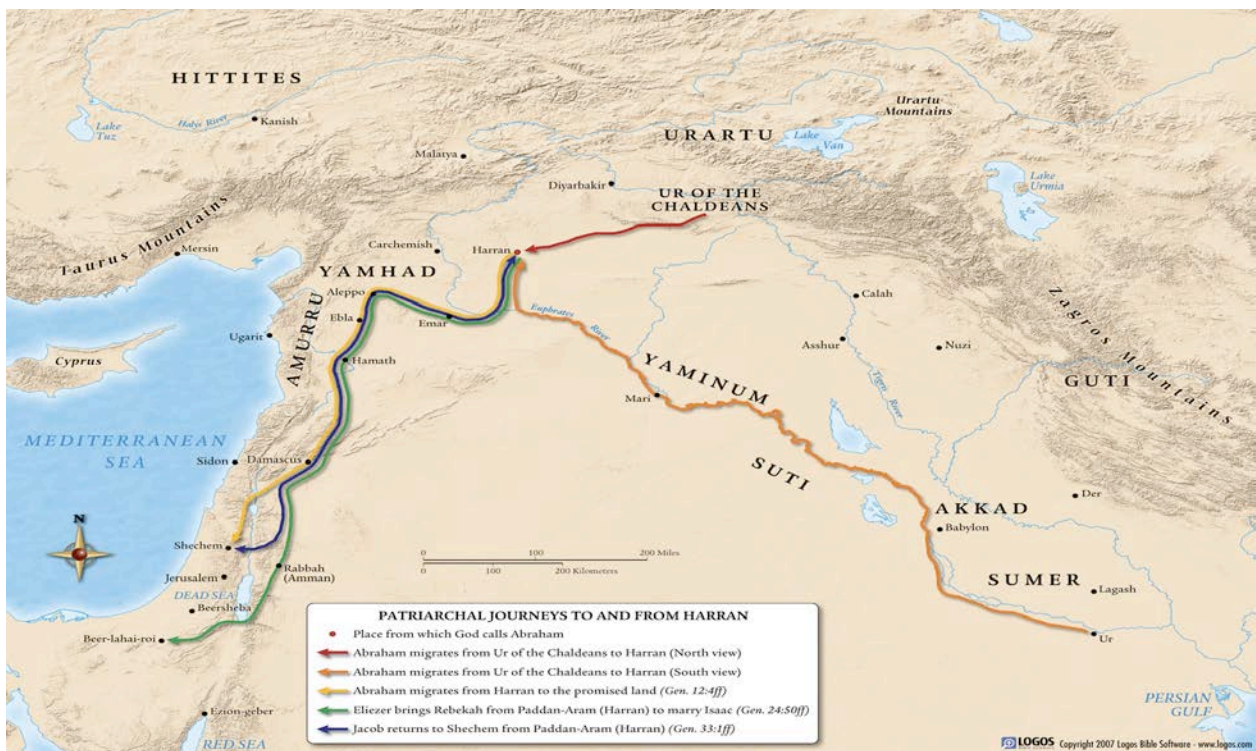 HITTITES
Lake
Tuz
Halis River
Kanish
Malatya
URARTU
Urartu
Mountains
Lake
Van
Diyarbakir
UR OF THE
CHALDEANS
Lake
Urmia
Taurus Mountains
Mersin
Carchemish
Harran
YAMHAD
Aleppo
Ebla
Emar
Euphrates
River
Calah
Zagros Mountains
Ugarit
AMURRU
Cyprus
Hamath
Asshur
Nuzi
Tigris
River
GUTI
Mari
YAMINUM
SUTI
MEDITERRANEAN
SEA
Sidon
Damascus
Der
AKKAD
Babylon
N
Shechem
Rabbah
(Amman)
Jerusalem
DEAD SEA
Beersheba
Beer-lahai-roi
0 100 200 Miles
0 100 200 Kilometers
SUMER
Lagash
Ur
Ezion-geber
RED SEA
PERSIAN
GULF
PATRIARCHAL JOURNEYS TO AND FROM HARRAN
Place from which God calls Abraham
Abraham migrates from Ur of the Chaldeans to Harran (North view)
Abraham migrates from Ur of the Chaldeans to Harran (South view)
Abraham migrates from Harran to the promised land (Gen. 12:4ff)
Eliezer brings Rebekah from Paddan-Aram (Harran) to marry Isaac (Gen. 24:50ff)
Jacob returns to Shechem from Paddan-Aram (Harran) (Gen. 33:1ff)
LOGOS Copyright 2007 Logos Bible Software - www.logos.com